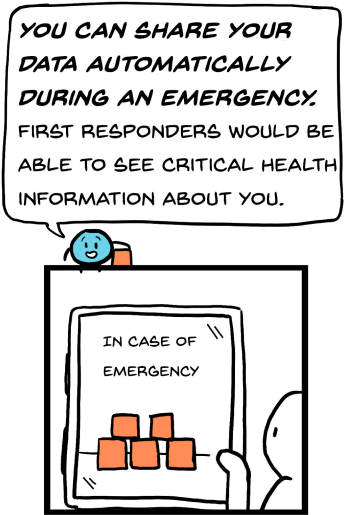 YOU CAN SHARE YOUR
DATA AUTOMATICALLY
DURING AN EMERGENCY.
FIRST RESPONDERS WOULD BE
ABLE TO SEE CRITICAL HEALTH
INFORMATION ABOUT YOU.
IN CASE OF
EMERGENCY